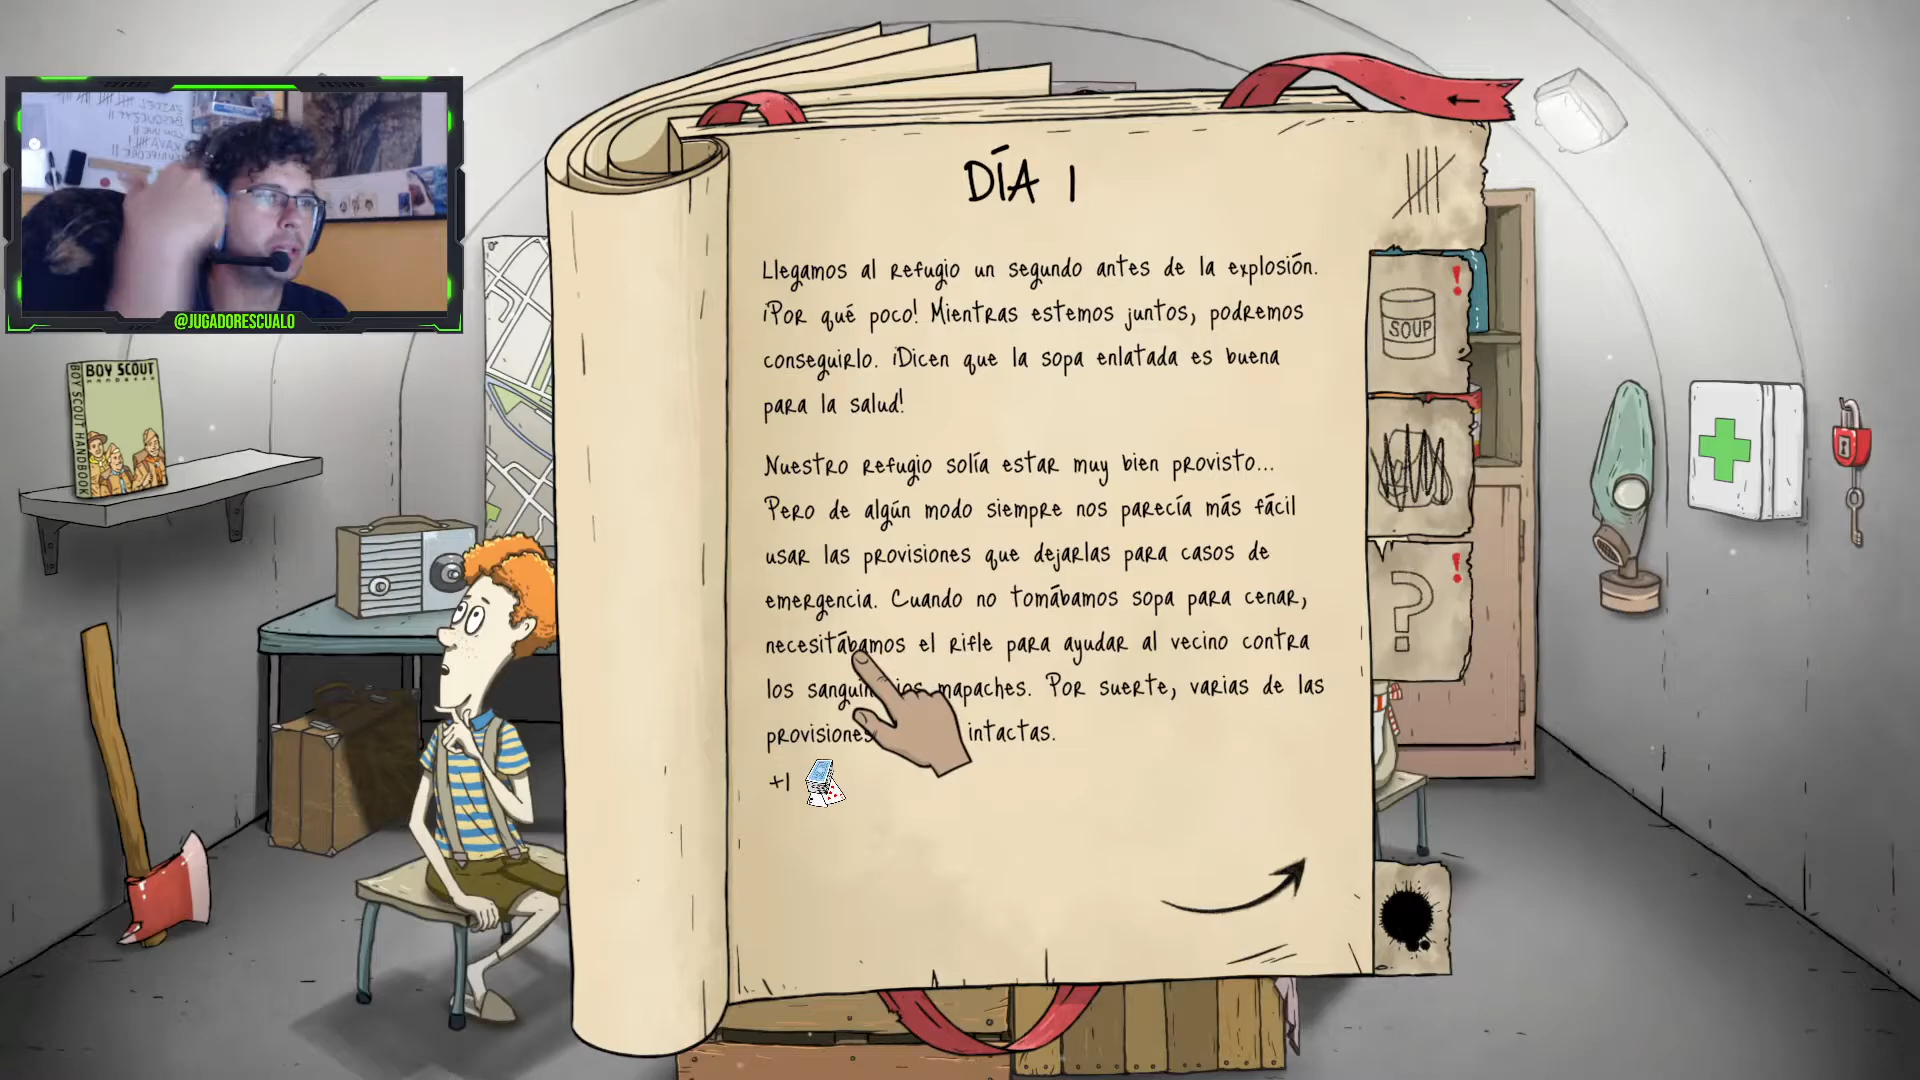 @JUGADORESCUALO
BOY SCOUT
HANDBOOK
BOY SCOUT HANDBOOK
DÍA 1
Llegamos al refugio un segundo antes de la explosión.
¡Por qué poco! Mientras estemos juntos, podremos
conseguirlo. ¡Dicen que la sopa enlatada es buena
para la salud!
Nuestro refugio solía estar muy bien provisto...
Pero de algún modo siempre nos parecía más fácil
usar las provisiones que dejarlas para casos de
emergencia. Cuando no tomábamos sopa para cenar,
necesitábamos el rifle para ayudar al vecino contra
los mapaches. Por suerte, varias de las
provisiones intactas.
+1
SOUP
!
?
!